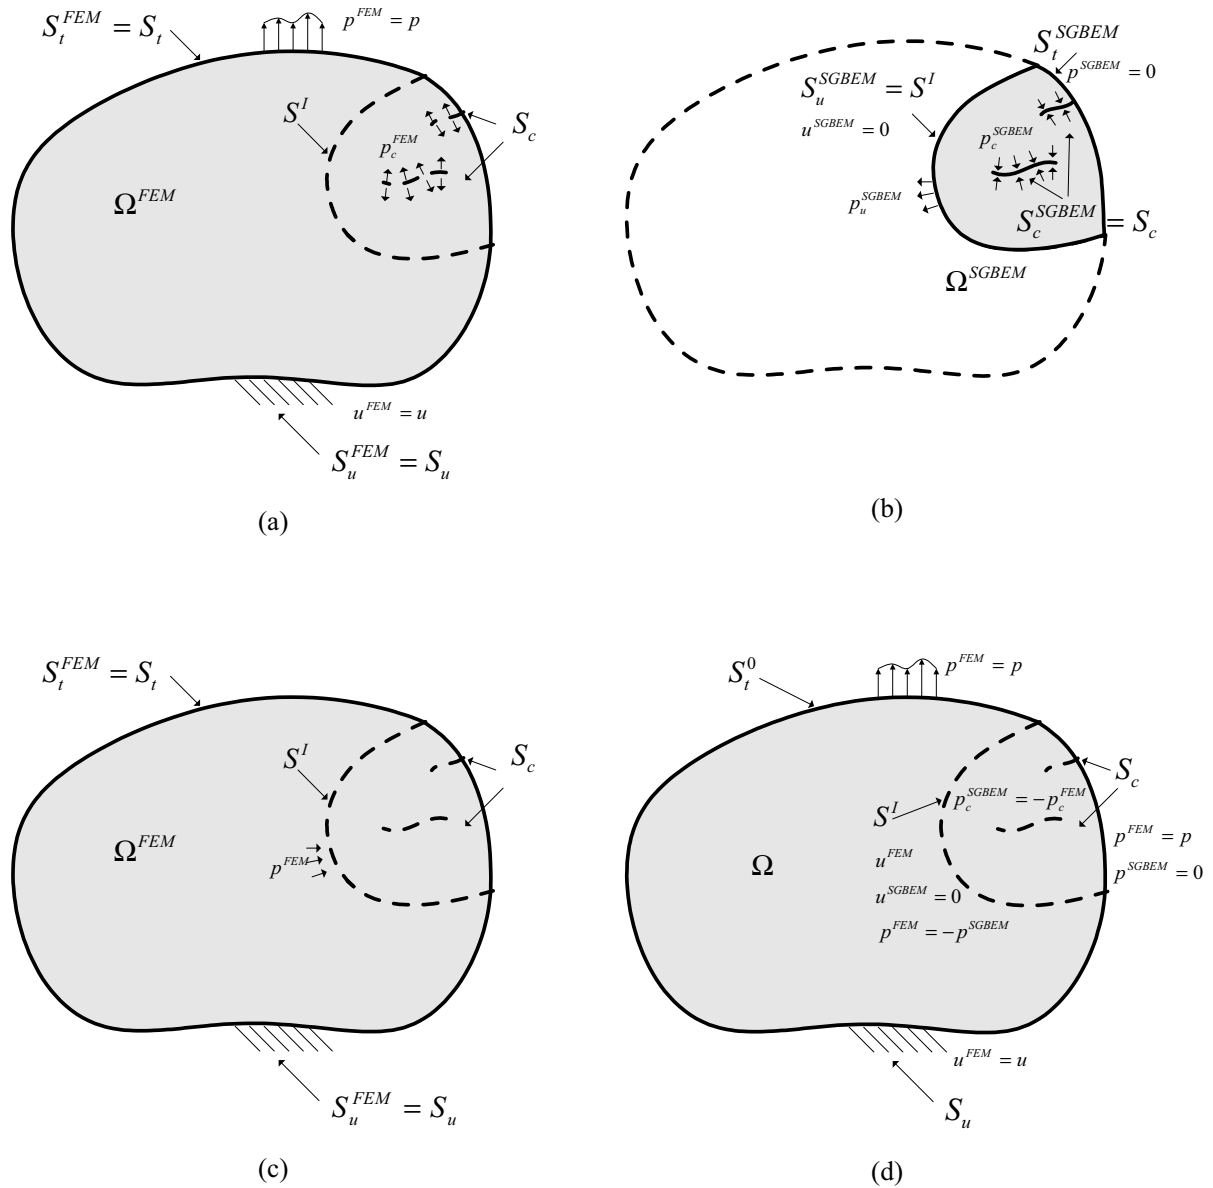 S_t^{FEM} = S_t
p^{FEM} = p
S^I
S_c
p_c^{FEM}
Ω^{FEM}
u^{FEM} = u
S_u^{FEM} = S_u
(a)
S_t^{SGBEM}
p^{SGBEM} = 0
S_u^{SGBEM} = S^I
u^{SGBEM} = 0
p_c^{SGBEM}
p_u^{SGBEM}
S_c^{SGBEM} = S_c
Ω^{SGBEM}
(b)
S_t^{FEM} = S_t
S^I
S_c
Ω^{FEM}
p^{FEM}
S_u^{FEM} = S_u
(c)
S_t^0
p^{FEM} = p
S_c
p_c^{SGBEM} = -p_c^{FEM}
S^I
p^{FEM} = p
u^{FEM}
Ω
p^{SGBEM} = 0
u^{SGBEM} = 0
p^{FEM} = -p^{SGBEM}
u^{FEM} = u
S_u
(d)